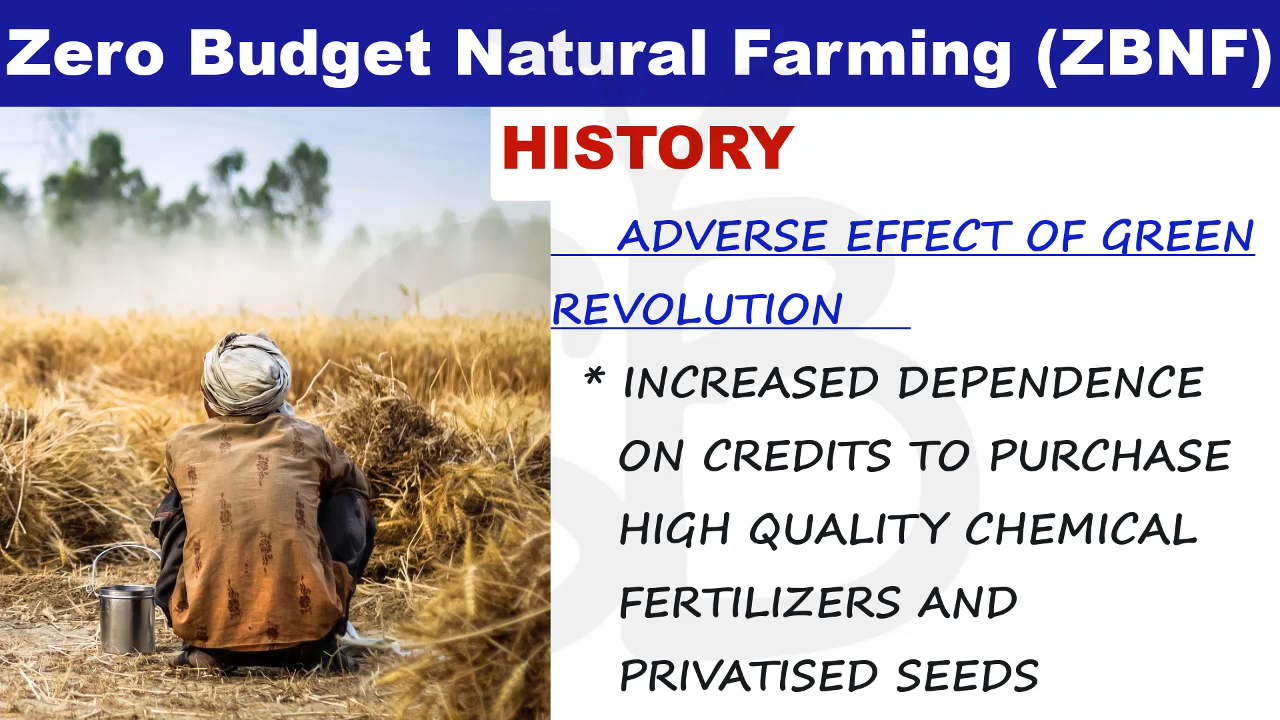 Zero Budget Natural Farming (ZBNF)
HISTORY
ADVERSE EFFECT OF GREEN
REVOLUTION
* INCREASED DEPENDENCE
ON CREDITS TO PURCHASE
HIGH QUALITY CHEMICAL
FERTILIZERS AND
PRIVATISED SEEDS